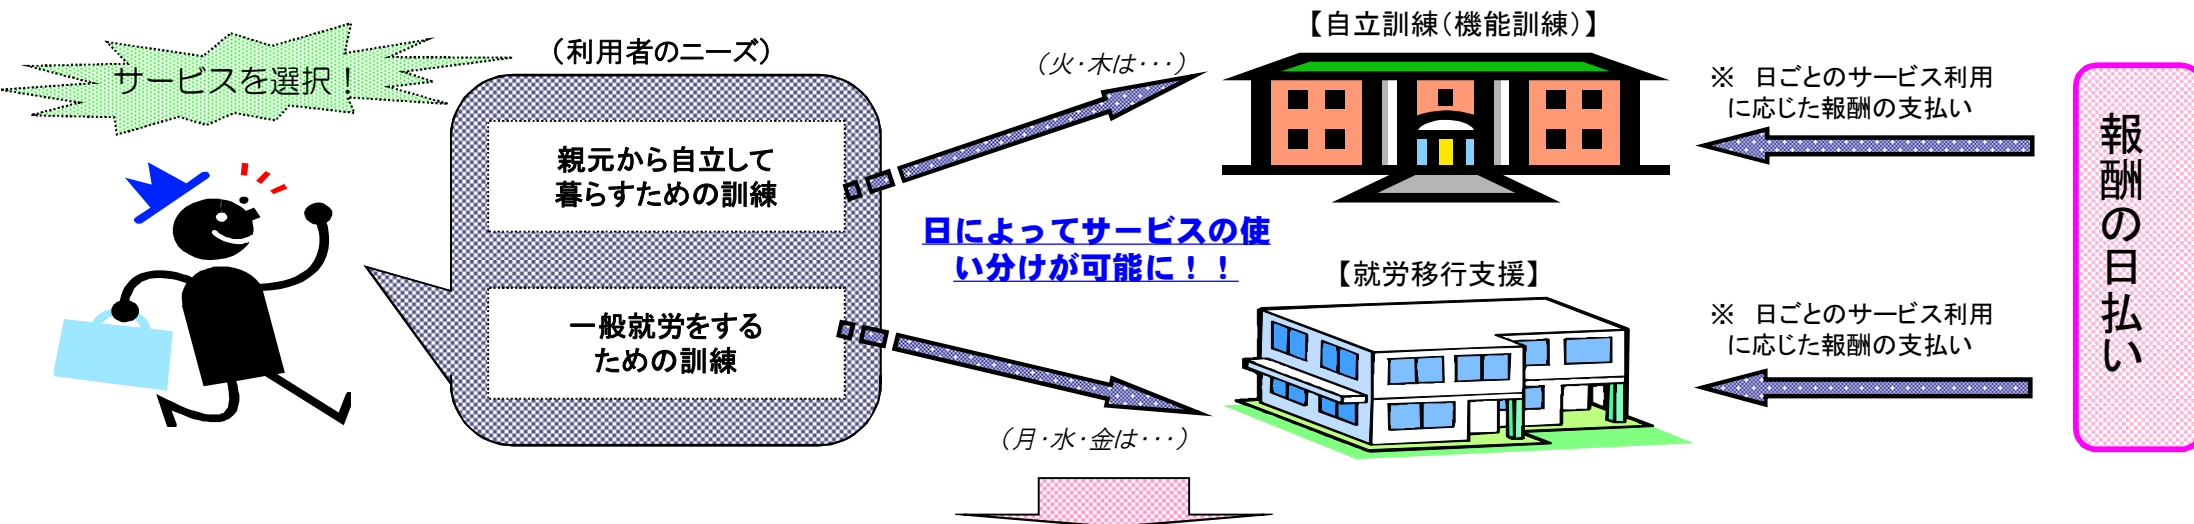 サービスを選択！
（利用者のニーズ）
親元から自立して
暮らすための訓練
一般就労をする
ための訓練
（火・木は・・・）
日によってサービスの使
い分けが可能に！！
（月・水・金は・・・）
【自立訓練（機能訓練）】
【就労移行支援】
※　日ごとのサービス利用
に応じた報酬の支払い
※　日ごとのサービス利用
に応じた報酬の支払い
報酬の日払い